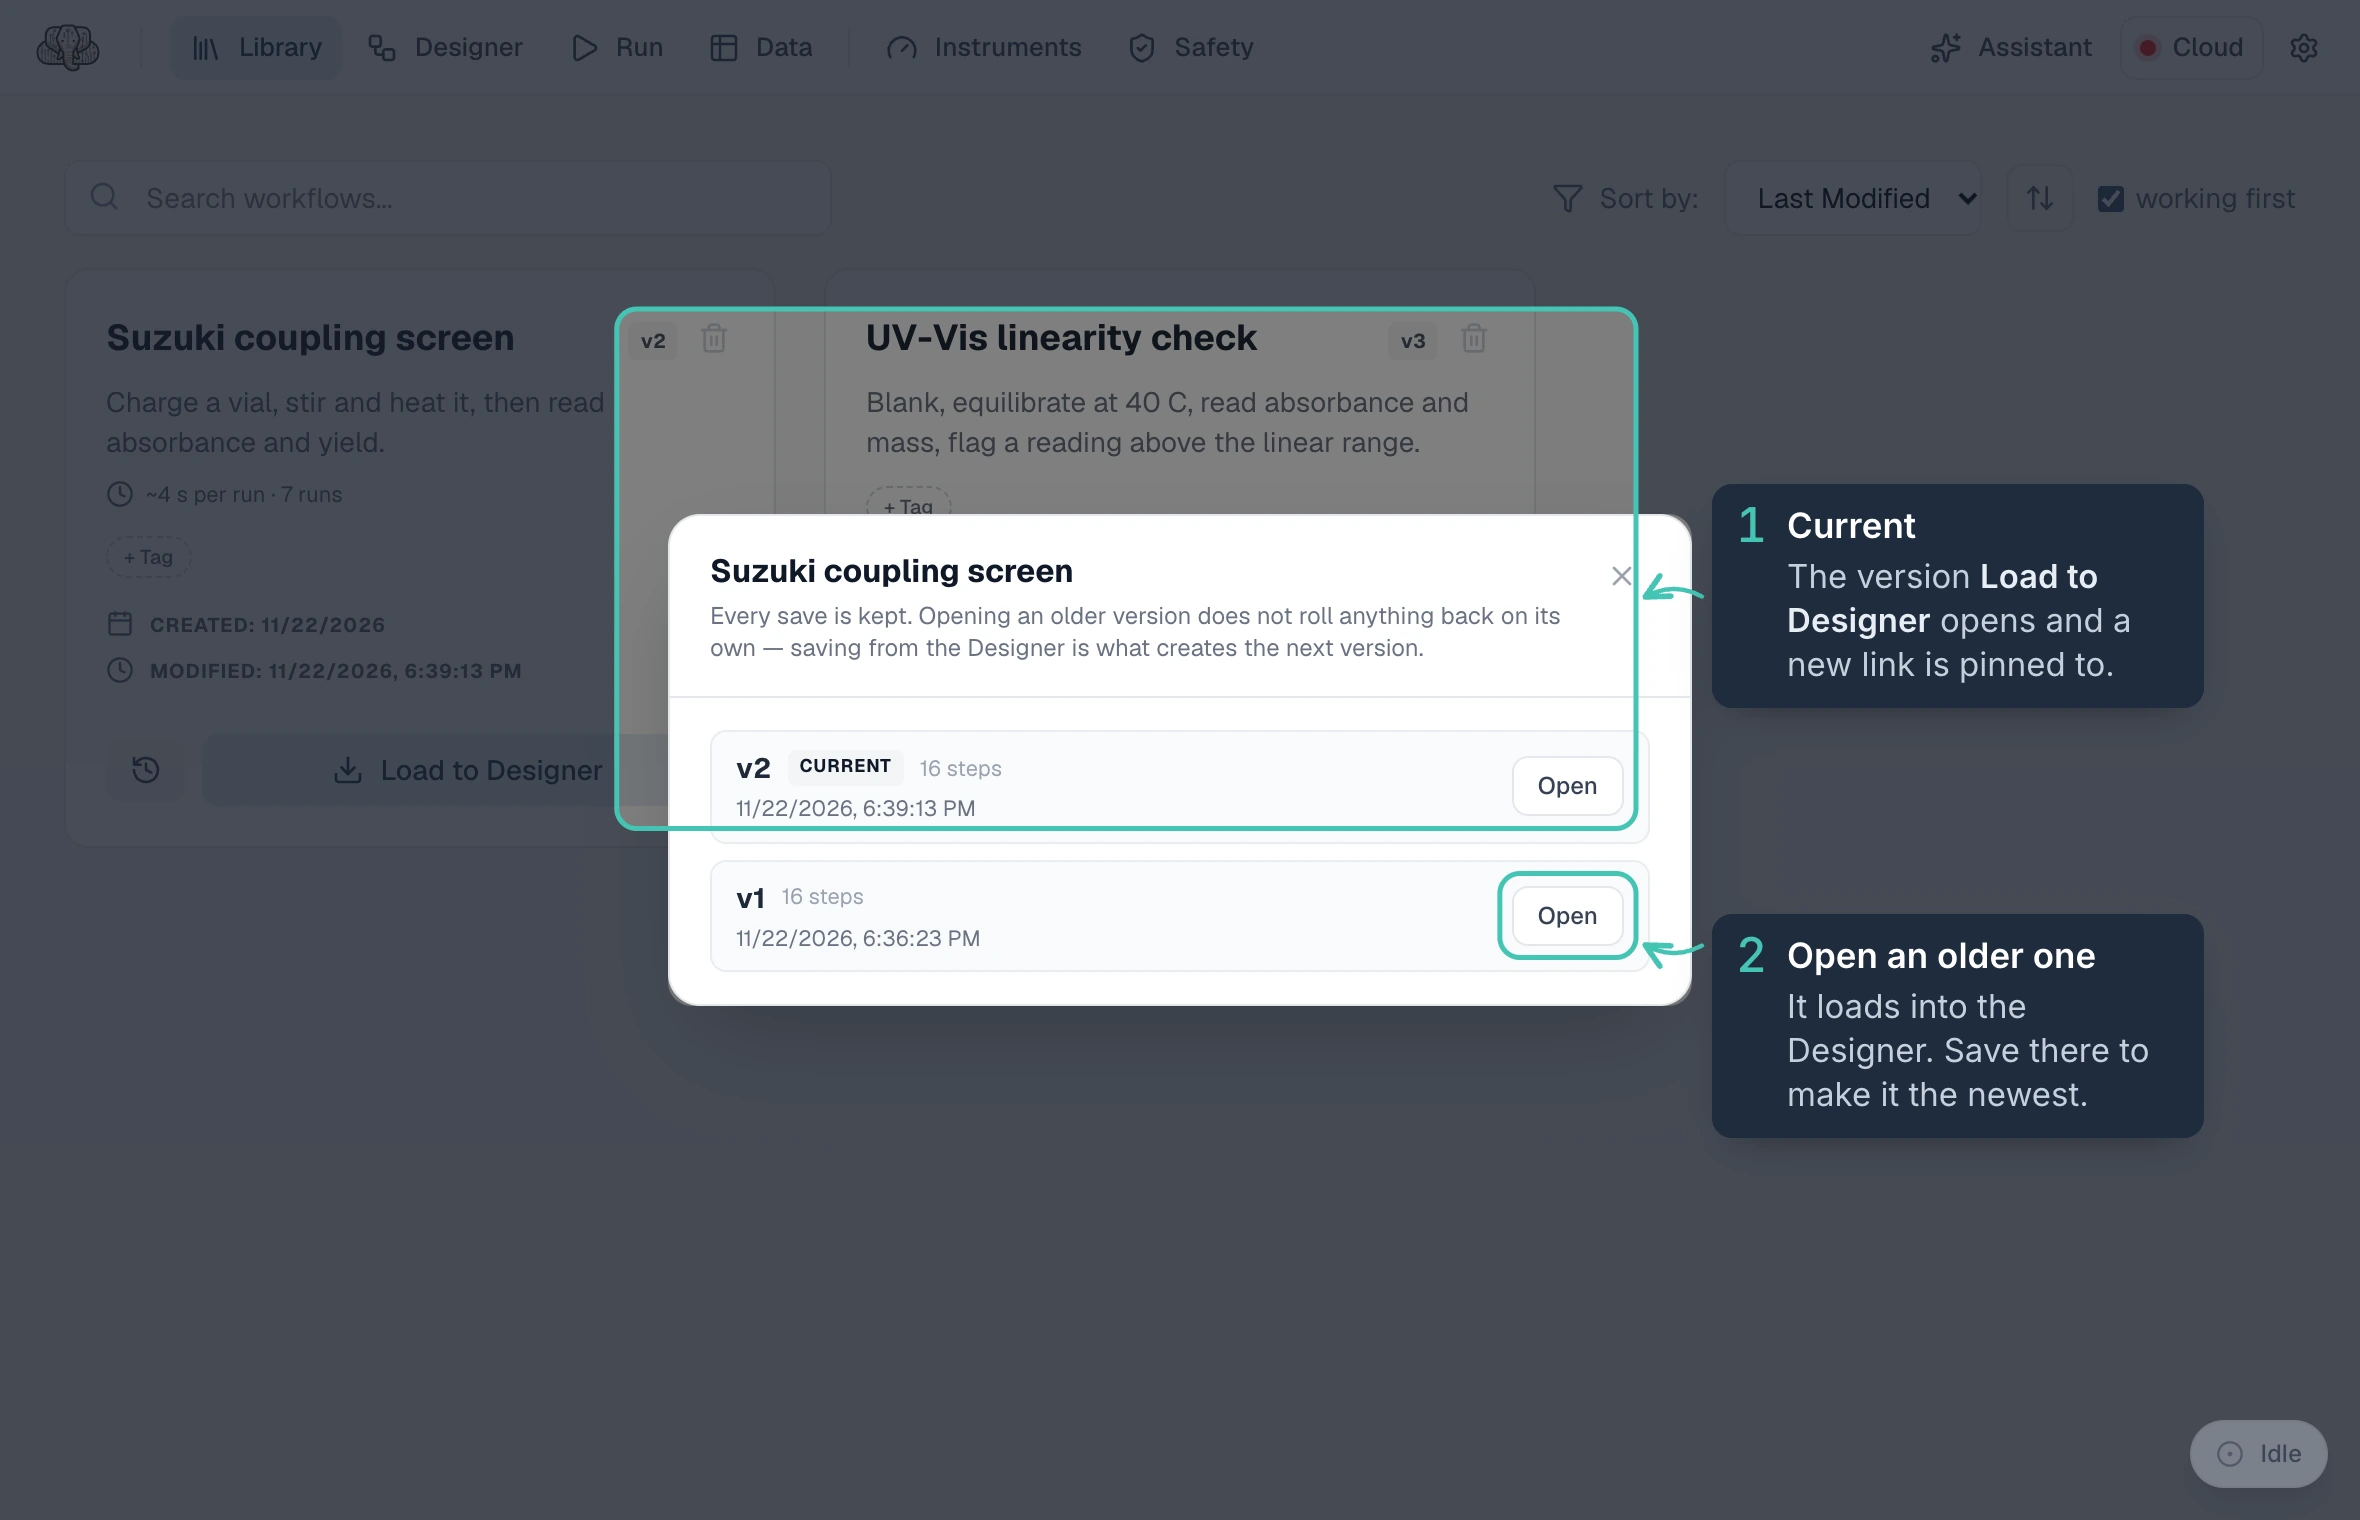 Library
Designer
Run
Data
Instruments
Safety
Assistant
Cloud
Search workflows...
Sort by:
Last Modified
working first
Suzuki coupling screen
v2
Charge a vial, stir and heat it, then read
absorbance and yield.
~4 s per run · 7 runs
+ Tag
CREATED: 11/22/2026
MODIFIED: 11/22/2026, 6:39:13 PM
Load to Designer
UV-Vis linearity check
v3
Blank, equilibrate at 40 C, read absorbance and
mass, flag a reading above the linear range.
+ Tag
Suzuki coupling screen
Every save is kept. Opening an older version does not roll anything back on its
own — saving from the Designer is what creates the next version.
v2 CURRENT 16 steps
11/22/2026, 6:39:13 PM
Open
v1 16 steps
11/22/2026, 6:36:23 PM
Open
1 Current
The version Load to
Designer opens and a
new link is pinned to.
2 Open an older one
It loads into the
Designer. Save there to
make it the newest.
Idle